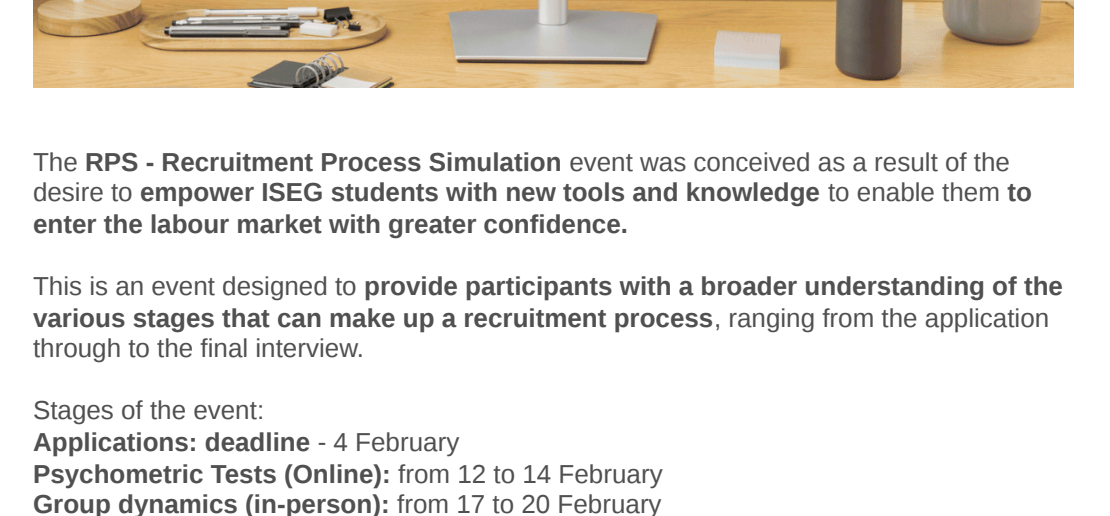 The RPS - Recruitment Process Simulation event was conceived as a result of the
desire to empower ISEG students with new tools and knowledge to enable them to
enter the labour market with greater confidence.
This is an event designed to provide participants with a broader understanding of the
various stages that can make up a recruitment process, ranging from the application
through to the final interview.
Stages of the event:
Applications: deadline - 4 February
Psychometric Tests (Online): from 12 to 14 February
Group dynamics (in-person): from 17 to 20 February